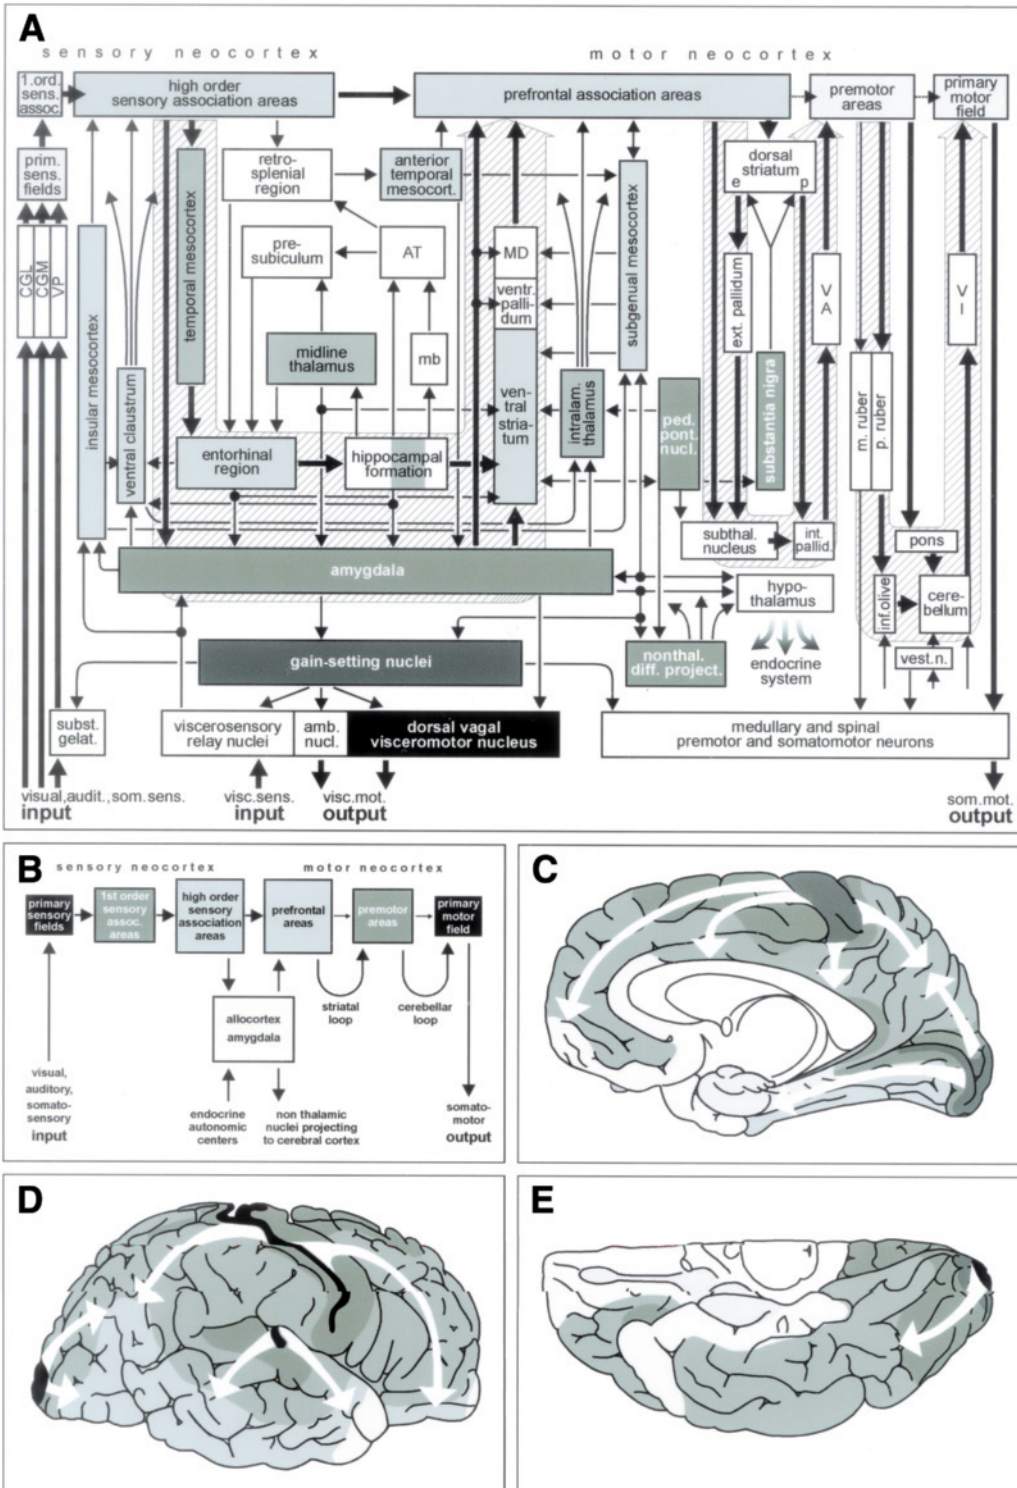 A
sensory neocortex
motor neocortex
1.ord.
sens.
assoc.
high order
sensory association areas
prefrontal association areas
premotor
areas
primary
motor
field
prim.
sens.
fields
temporal mesocortex
retro-
splenial
region
anterior
temporal
mesocort.
dorsal
striatum
e p
CGL
CGM
VP
insular mesocortex
pre-
subiculum
AT
MD
ventr.
palli-
dum
subgenual mesocortex
ext. pallidum
V
A
V
I
midline
thalamus
mb
ventral claustrum
ven-
tral
stria-
tum
intralam.
thalamus
ped.
pont.
nucl.
substantia nigra
m. ruber
p. ruber
entorhinal
region
hippocampal
formation
subthal.
nucleus
int.
pallid.
pons
amygdala
hypo-
thalamus
inf.olive
cere-
bellum
gain-setting nuclei
nonthal.
diff. project.
endocrine
system
vest.n.
subst.
gelat.
viscerosensory
relay nuclei
amb.
nucl.
dorsal vagal
visceromotor nucleus
medullary and spinal
premotor and somatomotor neurons
visual,audit.,som.sens.
input
visc.sens.
input
visc.mot.
output
som.mot.
output
B
sensory neocortex
motor neocortex
primary
sensory
fields
1st order
sensory
assoc.
areas
high order
sensory
association
areas
prefrontal
areas
premotor
areas
primary
motor
field
striatal
loop
cerebellar
loop
allocortex
amygdala
visual,
auditory,
somato-
sensory
input
endocrine
autonomic
centers
non thalamic
nuclei projecting
to cerebral cortex
somato-
motor
output
C
D
E